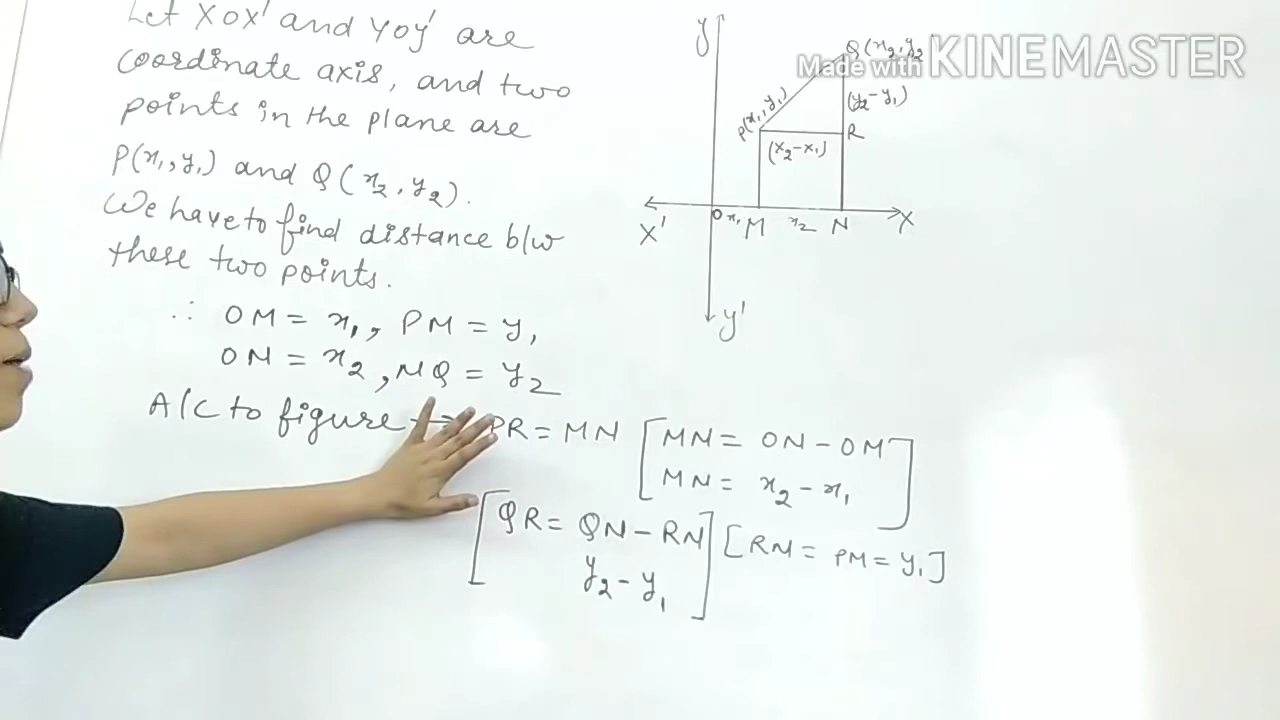 Let XOX' and YOY' are
coordinate axis, and two
points in the plane are
P(x₁, y₁) and Q(x₂, y₂).
We have to find distance b/w
these two points.
∴ OM = x₁, PM = y₁
ON = x₂, NQ = y₂
A/C to figure → PR = MN [MN = ON - OM
MN = x₂ - x₁]
[QR = QN - RN
y₂ - y₁] [RN = PM = y₁]
y
Q(x₂, y₂
(y₂ - y₁)
P(x₁, y₁)
R
(x₂ - x₁)
X' O x₁ M x₂ N X
y'
Made with KINEMASTER